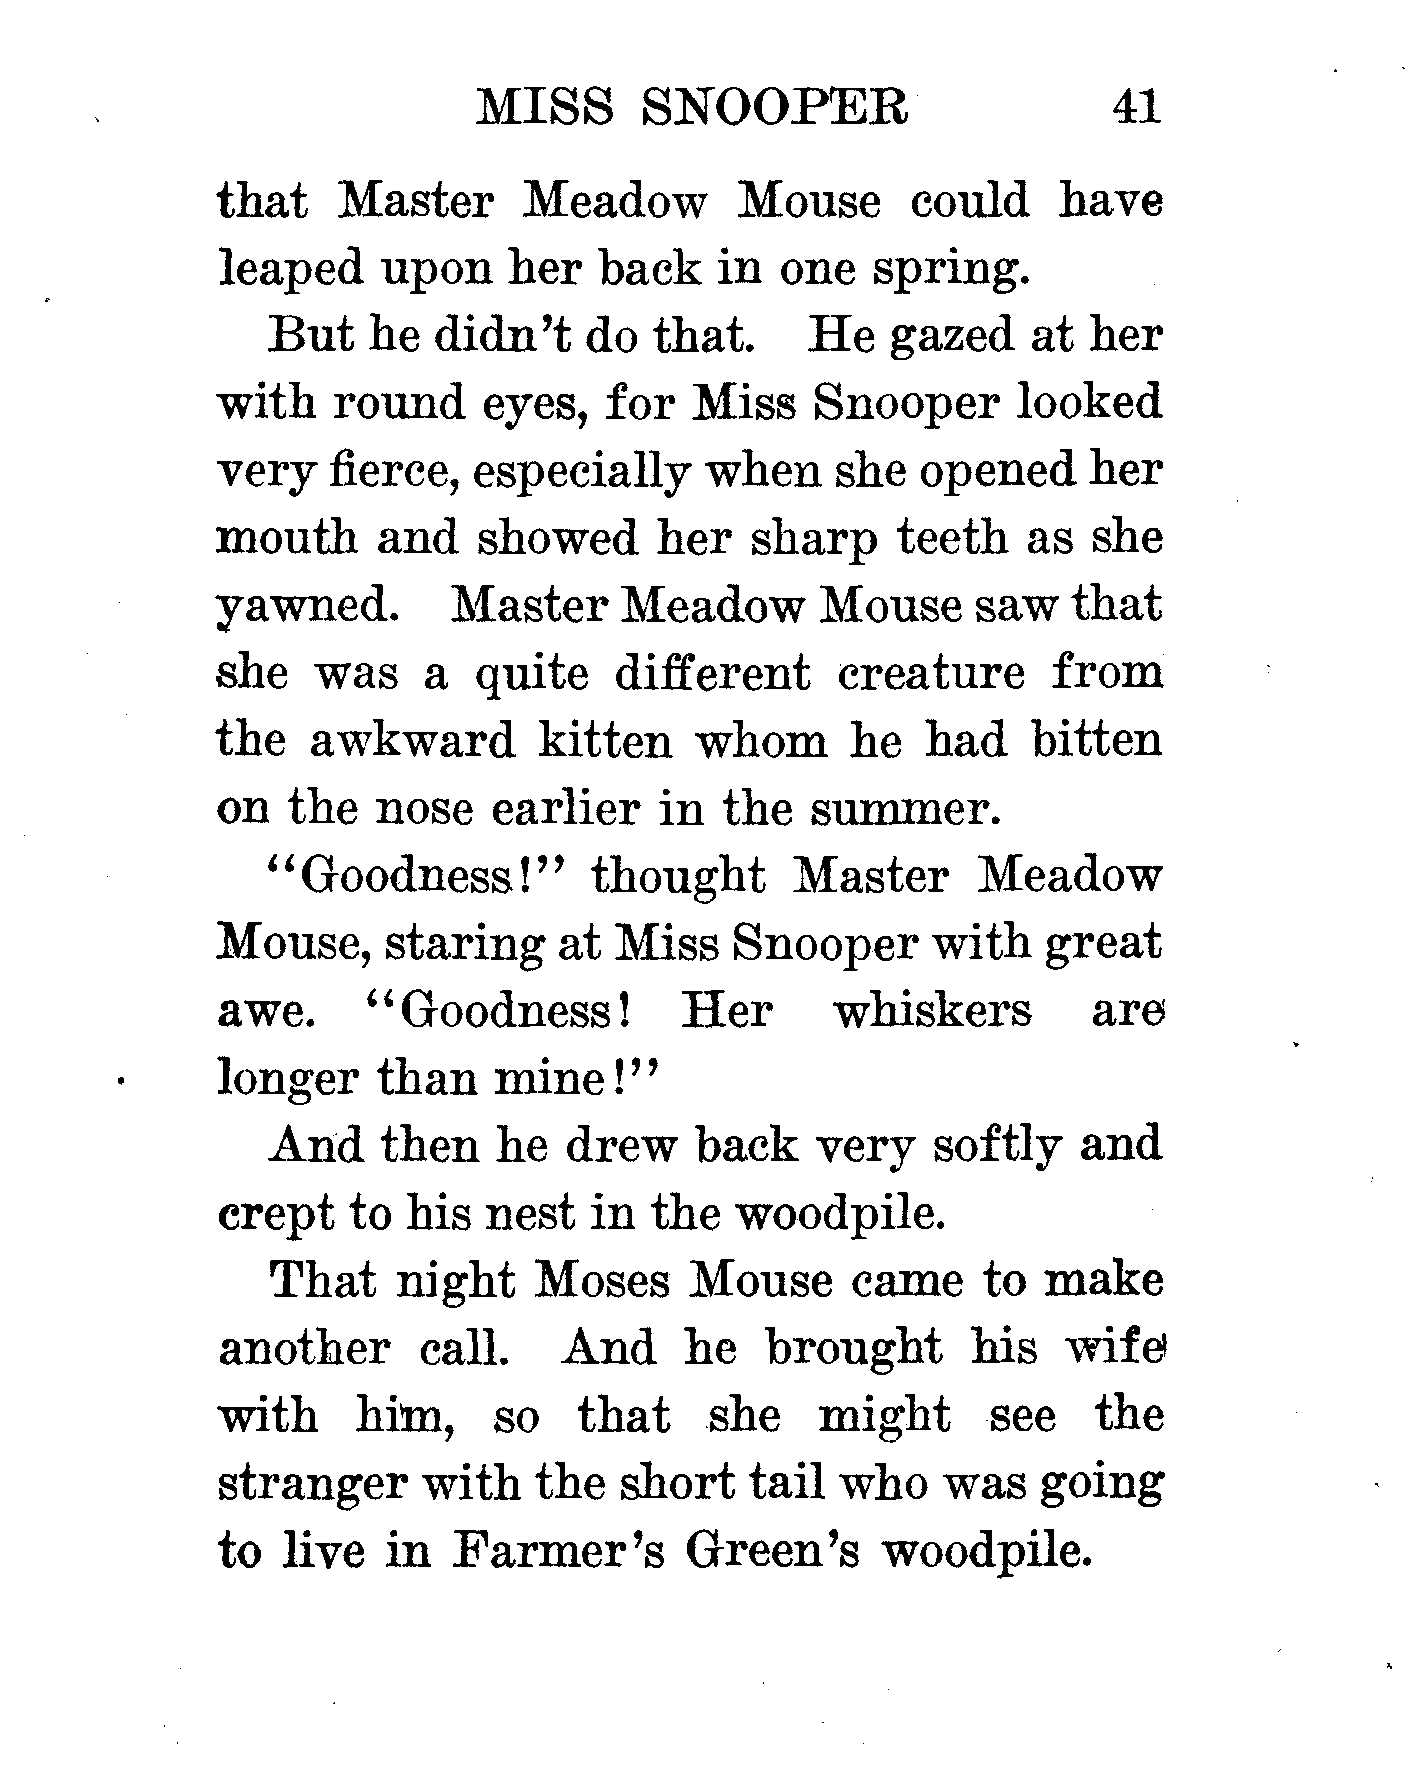 MISS SNOOPER 41
that Master Meadow Mouse could have
leaped upon her back in one spring.
But he didn't do that. He gazed at her
with round eyes, for Miss Snooper looked
very fierce, especially when she opened her
mouth and showed her sharp teeth as she
yawned. Master Meadow Mouse saw that
she was a quite different creature from
the awkward kitten whom he had bitten
on the nose earlier in the summer.
"Goodness!" thought Master Meadow
Mouse, staring at Miss Snooper with great
awe. "Goodness! Her whiskers are
longer than mine!"
And then he drew back very softly and
crept to his nest in the woodpile.
That night Moses Mouse came to make
another call. And he brought his wife
with him, so that she might see the
stranger with the short tail who was going
to live in Farmer's Green's woodpile.